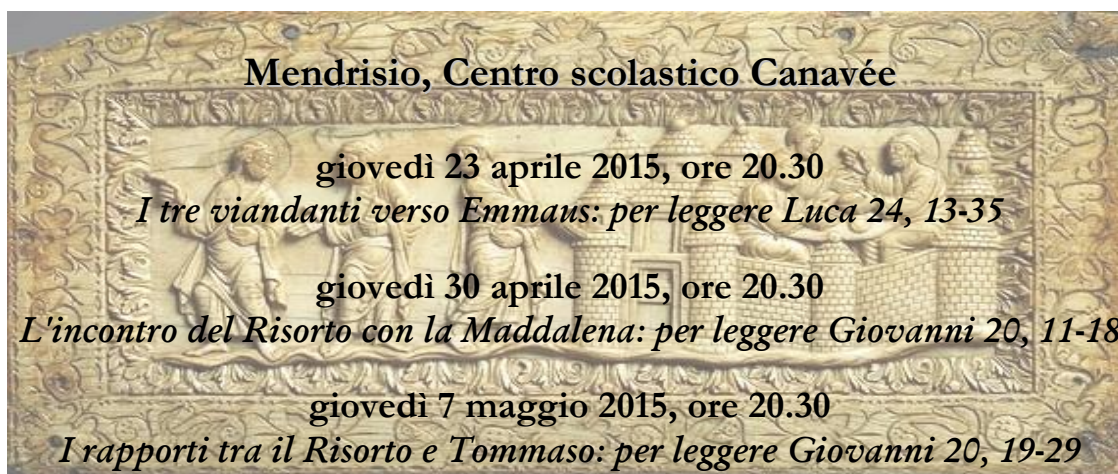 Mendrisio, Centro scolastico Canavée
giovedì 23 aprile 2015, ore 20.30
I tre viandanti verso Emmaus: per leggere Luca 24, 13-35
giovedì 30 aprile 2015, ore 20.30
L'incontro del Risorto con la Maddalena: per leggere Giovanni 20, 11-18
giovedì 7 maggio 2015, ore 20.30
I rapporti tra il Risorto e Tommaso: per leggere Giovanni 20, 19-29